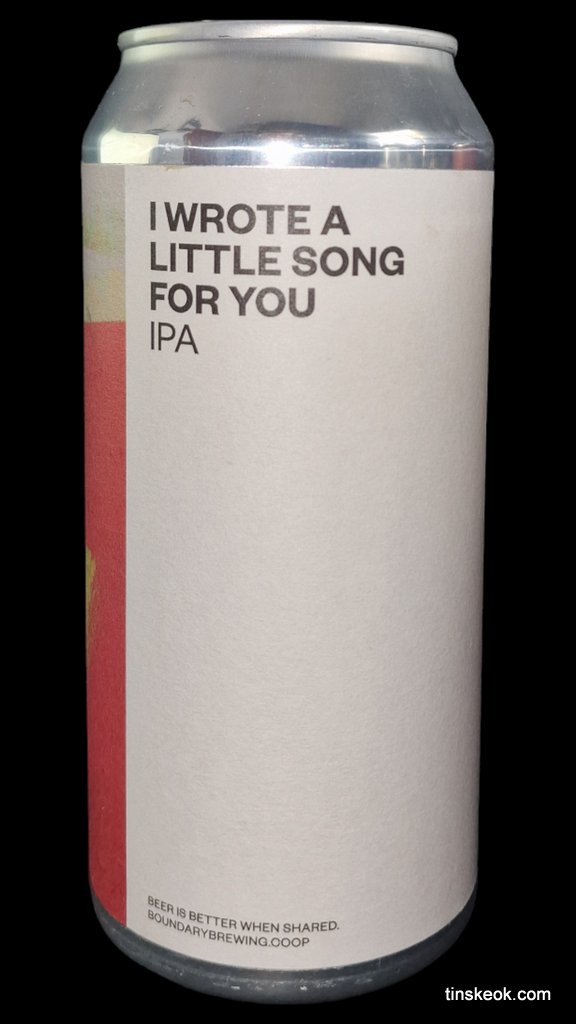 I WROTE A
LITTLE SONG
FOR YOU
IPA
BEER IS BETTER WHEN SHARED.
BOUNDARYBREWING.COOP
tinskeok.com